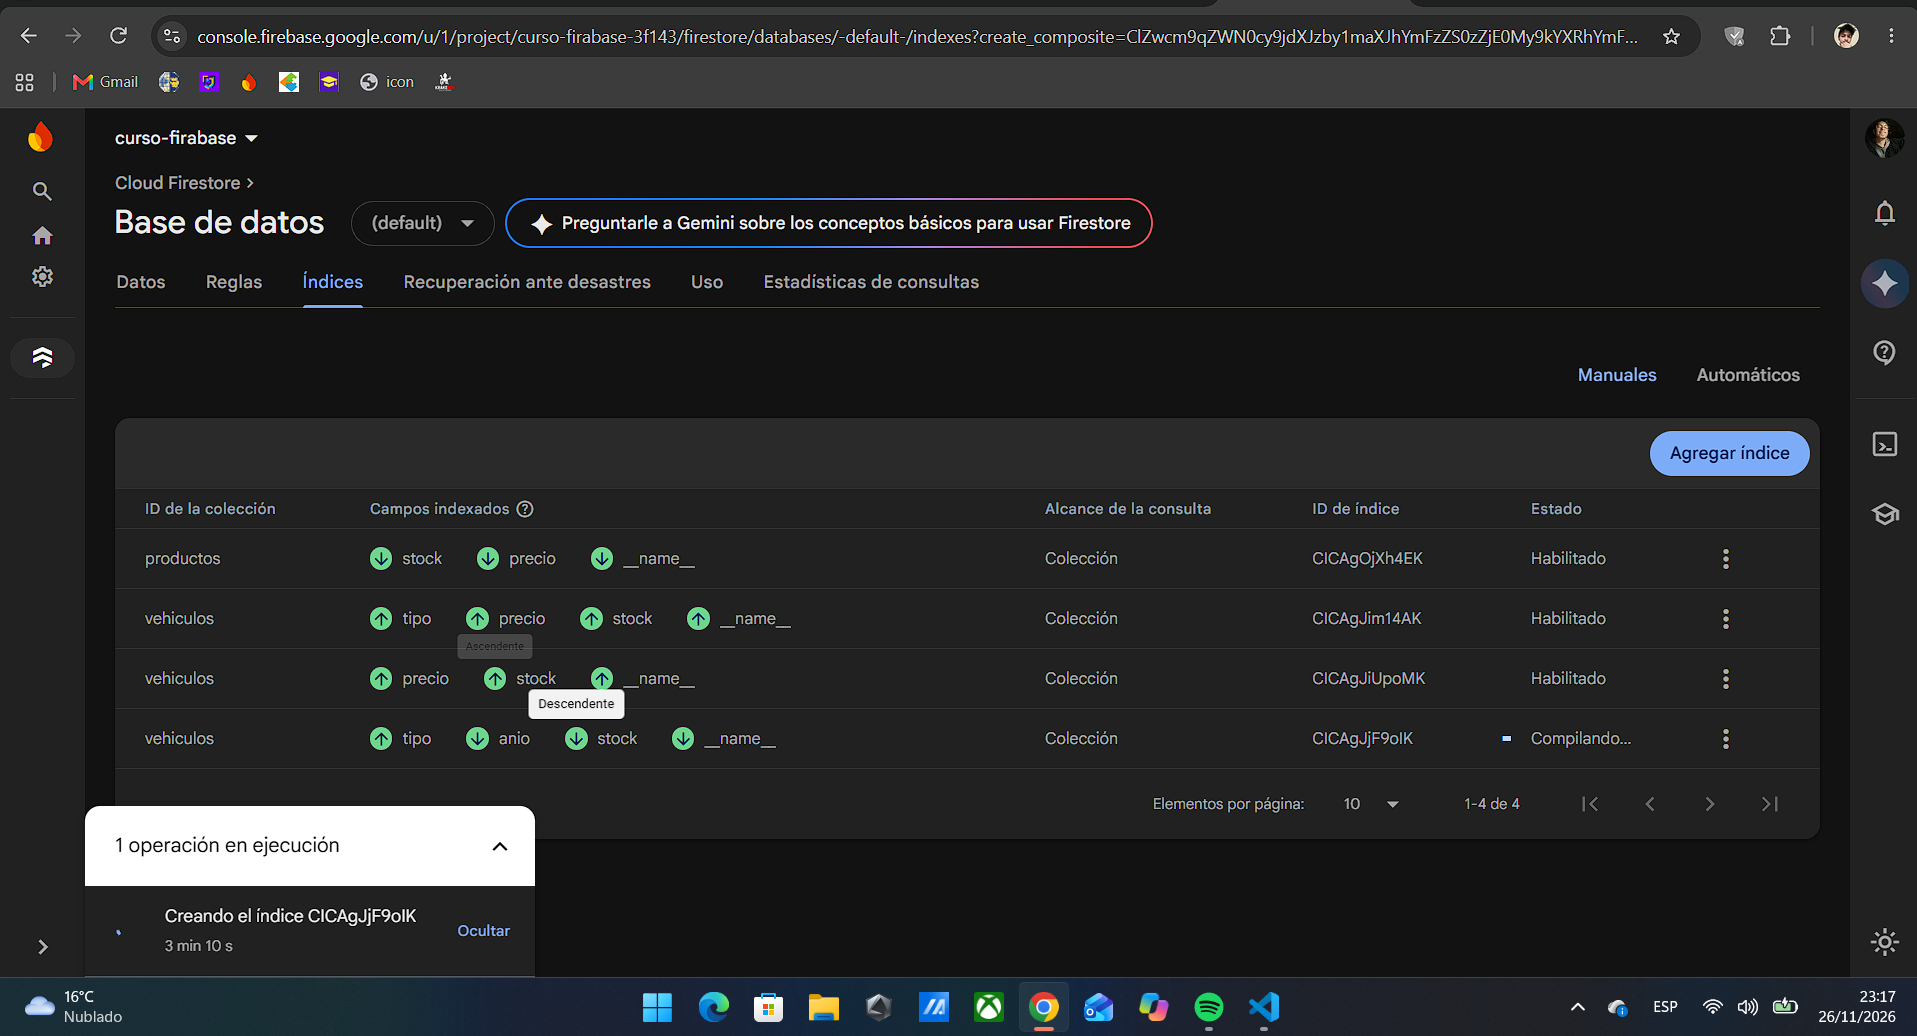 console.firebase.google.com/u/1/project/curso-firabase-3f143/firestore/databases/-default-/indexes?create_composite=ClZwcm9qZWN0cy9jdXJzby1maXJhYmFzZS0zZjE0My9kYXRhYmF...
Gmail
icon
curso-firabase
Cloud Firestore >
Base de datos
(default)
Preguntarle a Gemini sobre los conceptos básicos para usar Firestore
Datos Reglas Índices Recuperación ante desastres Uso Estadísticas de consultas
Manuales Automáticos
Agregar índice
ID de la colección Campos indexados Alcance de la consulta ID de índice Estado
productos stock precio __name__ Colección CICAgOjXh4EK Habilitado
vehiculos tipo precio stock __name__ Colección CICAgJim14AK Habilitado
Ascendente
vehiculos precio stock __name__ Colección CICAgJiUpoMK Habilitado
Descendente
vehiculos tipo anio stock __name__ Colección CICAgJjF9oIK Compilando...
Elementos por página: 10 1-4 de 4
1 operación en ejecución
Creando el índice CICAgJjF9oIK
Ocultar
3 min 10 s
16°C
Nublado
ESP
23:17
26/11/2026